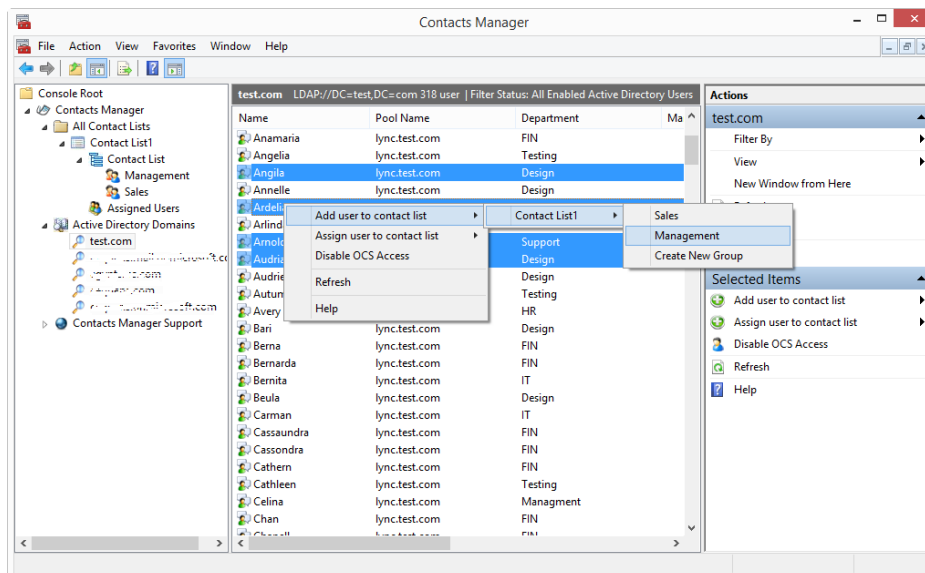 Contacts Manager
File Action View Favorites Window Help
Console Root
Contacts Manager
All Contact Lists
Contact List1
Contact List
Management
Sales
Assigned Users
Active Directory Domains
test.com
Contacts Manager Support
test.com LDAP://DC=test,DC=com 318 user | Filter Status: All Enabled Active Directory Users
Name Pool Name Department Ma
Anamaria lync.test.com FIN
Angelia lync.test.com Testing
Angila lync.test.com Design
Annelle lync.test.com Design
Ardelia
Arlind
Arnold Support
Audria Design
Audrie Design
Autum Testing
Avery HR
Bari lync.test.com Design
Berna lync.test.com FIN
Bernarda lync.test.com FIN
Bernita lync.test.com IT
Beula lync.test.com Design
Carman lync.test.com IT
Cassaundra lync.test.com FIN
Cassondra lync.test.com FIN
Cathern lync.test.com FIN
Cathleen lync.test.com Testing
Celina lync.test.com Managment
Chan lync.test.com FIN
Add user to contact list
Assign user to contact list
Disable OCS Access
Refresh
Help
Contact List1
Sales
Management
Create New Group
Actions
test.com
Filter By
View
New Window from Here
Selected Items
Add user to contact list
Assign user to contact list
Disable OCS Access
Refresh
Help